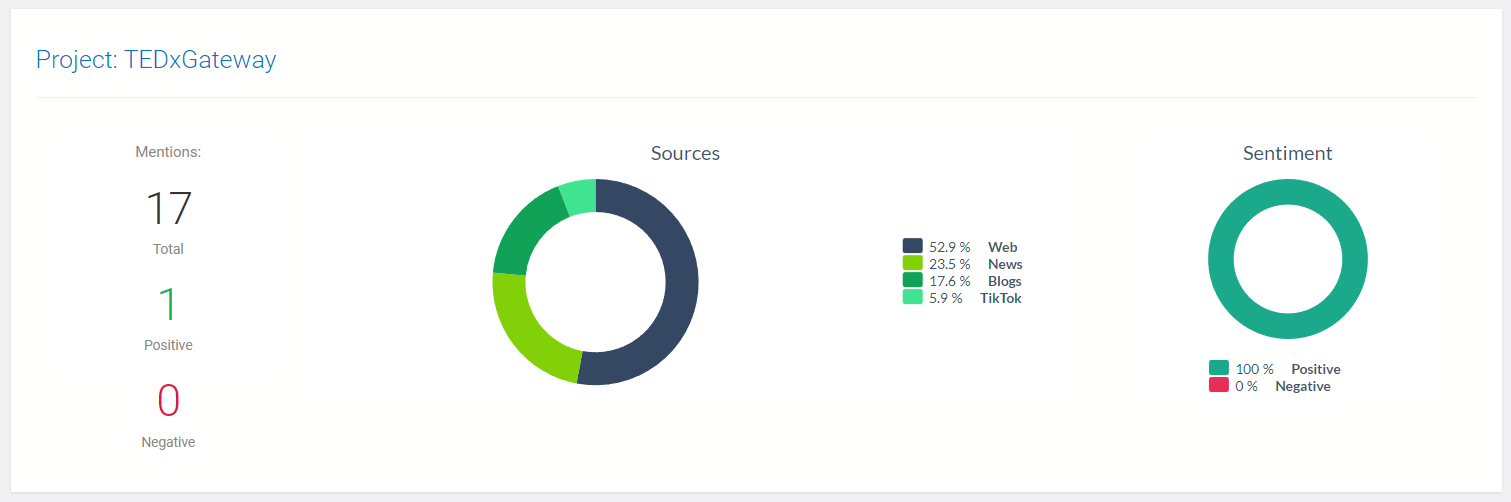 Project: TEDxGateway
Mentions:
17
Total
1
Positive
0
Negative
Sources
52.9 % Web
23.5 % News
17.6 % Blogs
5.9 % TikTok
Sentiment
100 % Positive
0 % Negative